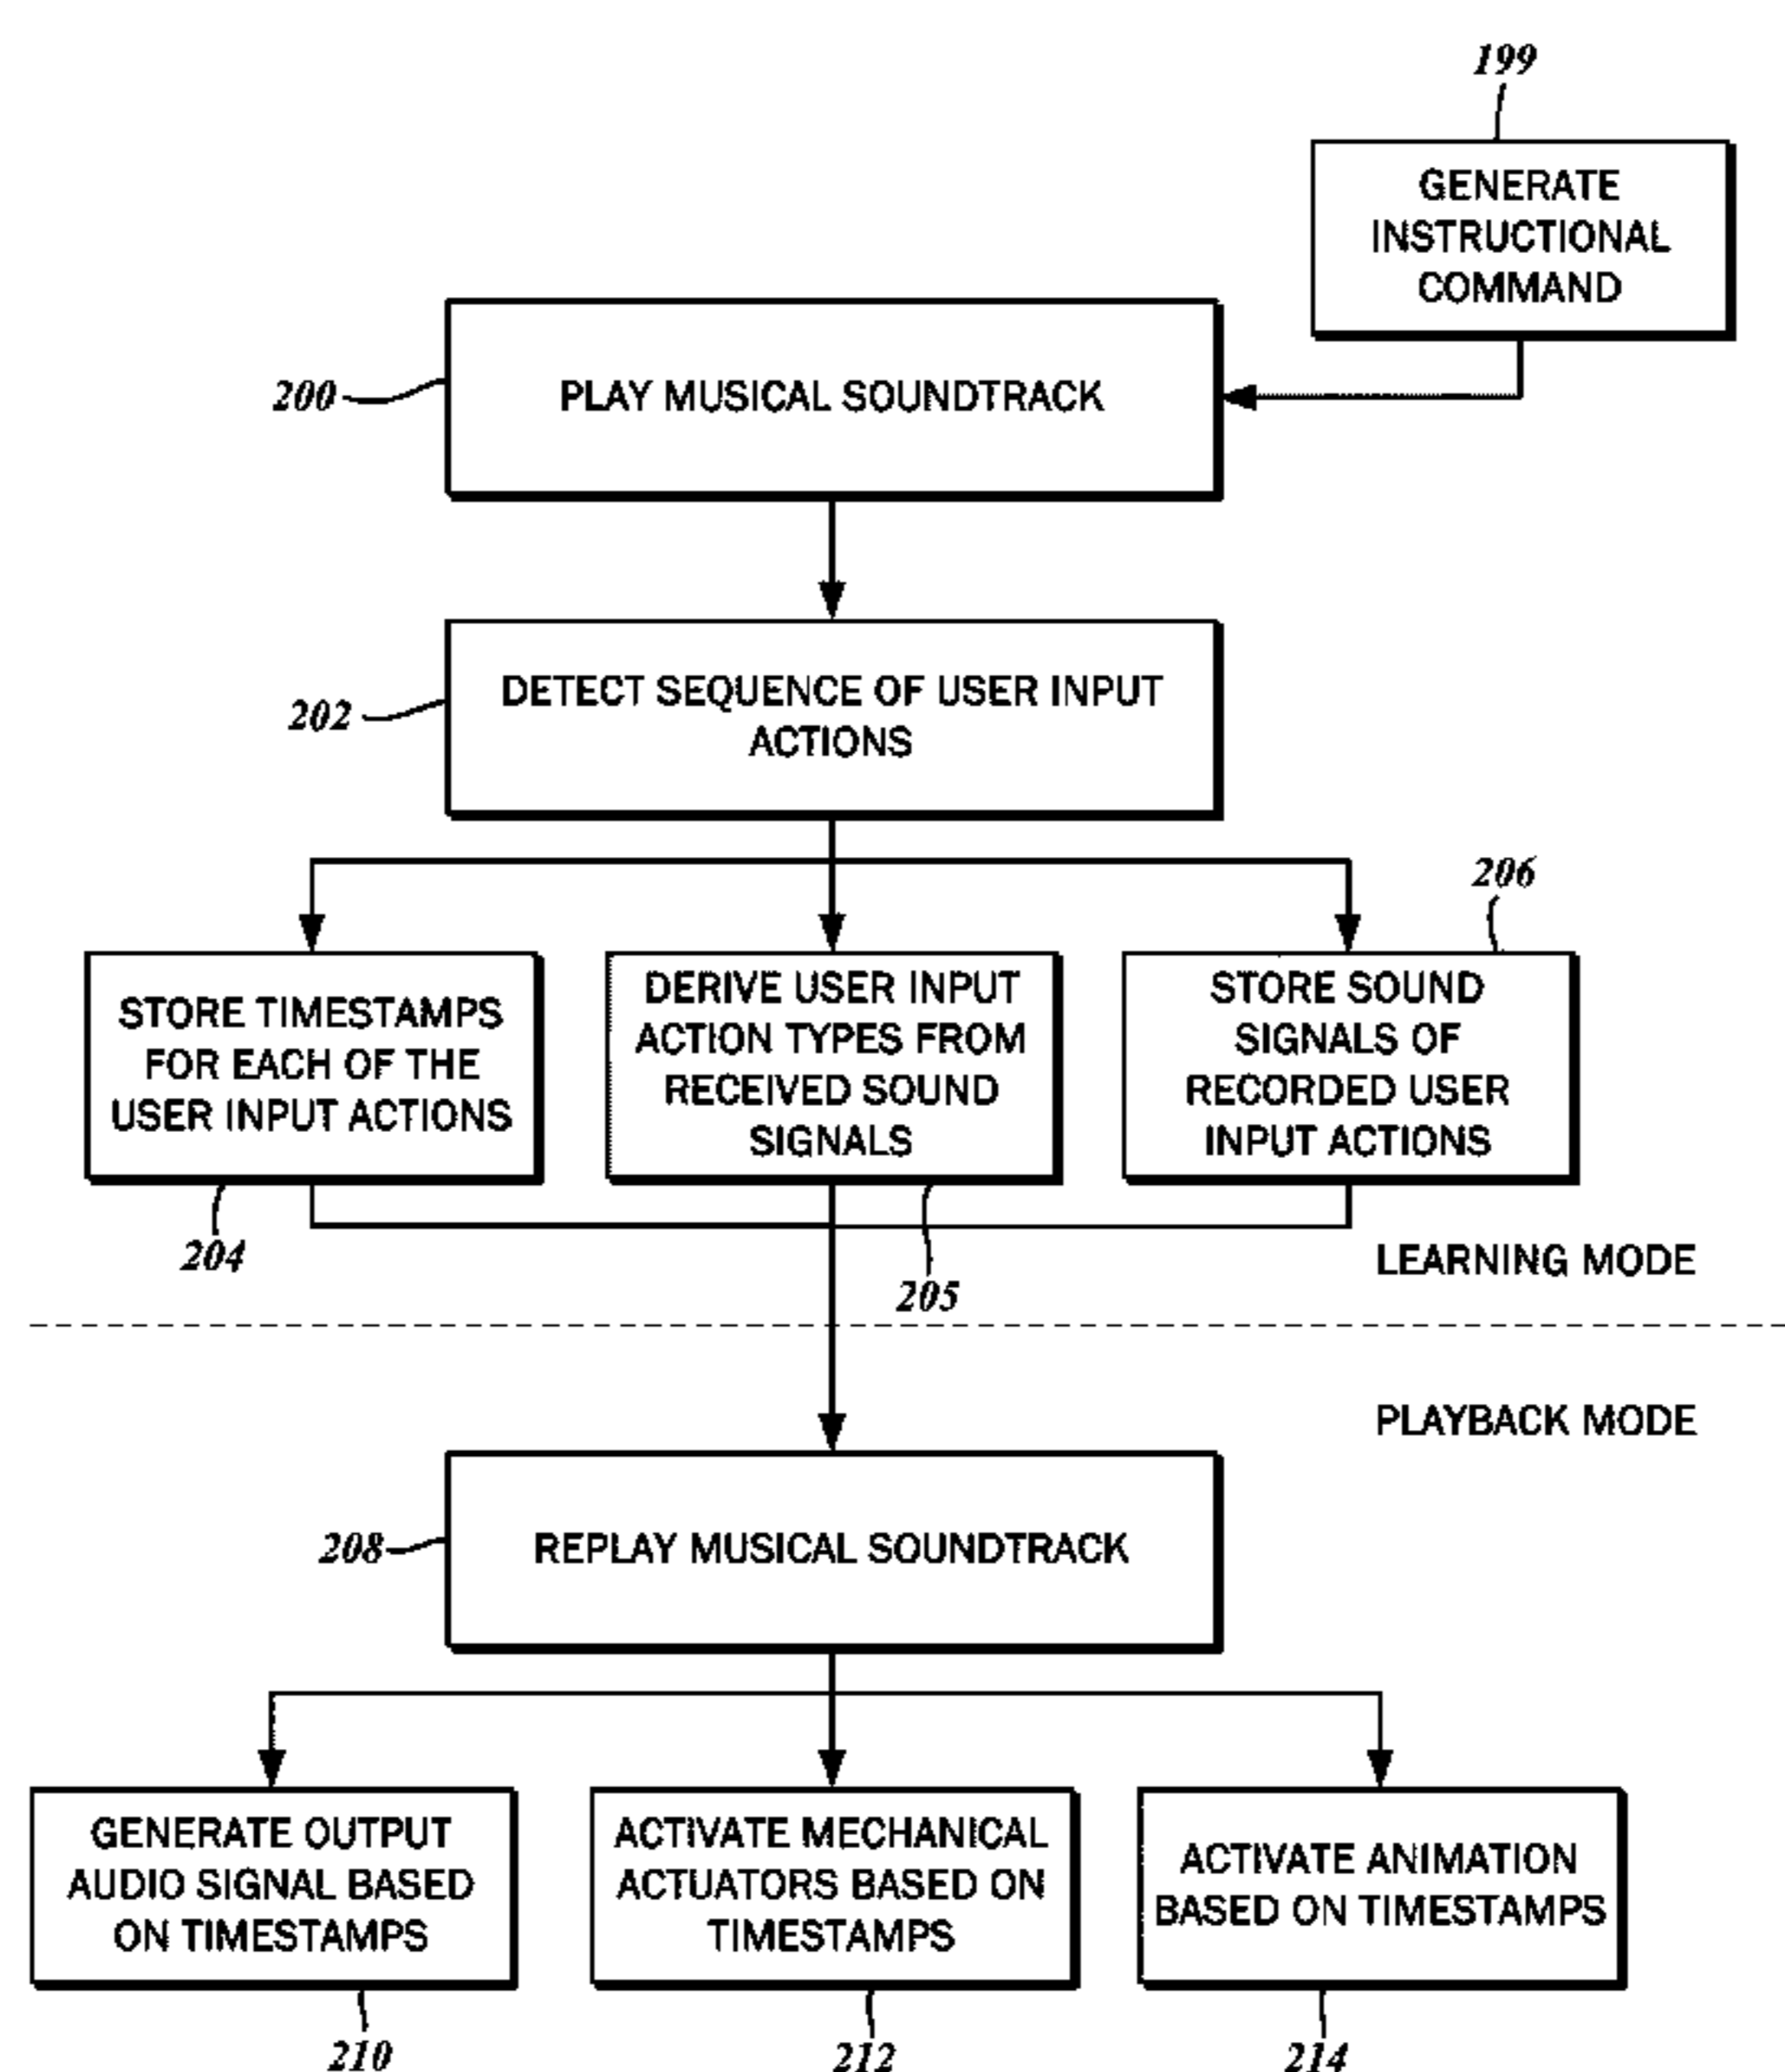 199
GENERATE
INSTRUCTIONAL
COMMAND
200
PLAY MUSICAL SOUNDTRACK
202
DETECT SEQUENCE OF USER INPUT
ACTIONS
206
STORE TIMESTAMPS
FOR EACH OF THE
USER INPUT ACTIONS
DERIVE USER INPUT
ACTION TYPES FROM
RECEIVED SOUND
SIGNALS
STORE SOUND
SIGNALS OF
RECORDED USER
INPUT ACTIONS
204
205
LEARNING MODE
PLAYBACK MODE
208
REPLAY MUSICAL SOUNDTRACK
GENERATE OUTPUT
AUDIO SIGNAL BASED
ON TIMESTAMPS
ACTIVATE MECHANICAL
ACTUATORS BASED ON
TIMESTAMPS
ACTIVATE ANIMATION
BASED ON TIMESTAMPS
210
212
214